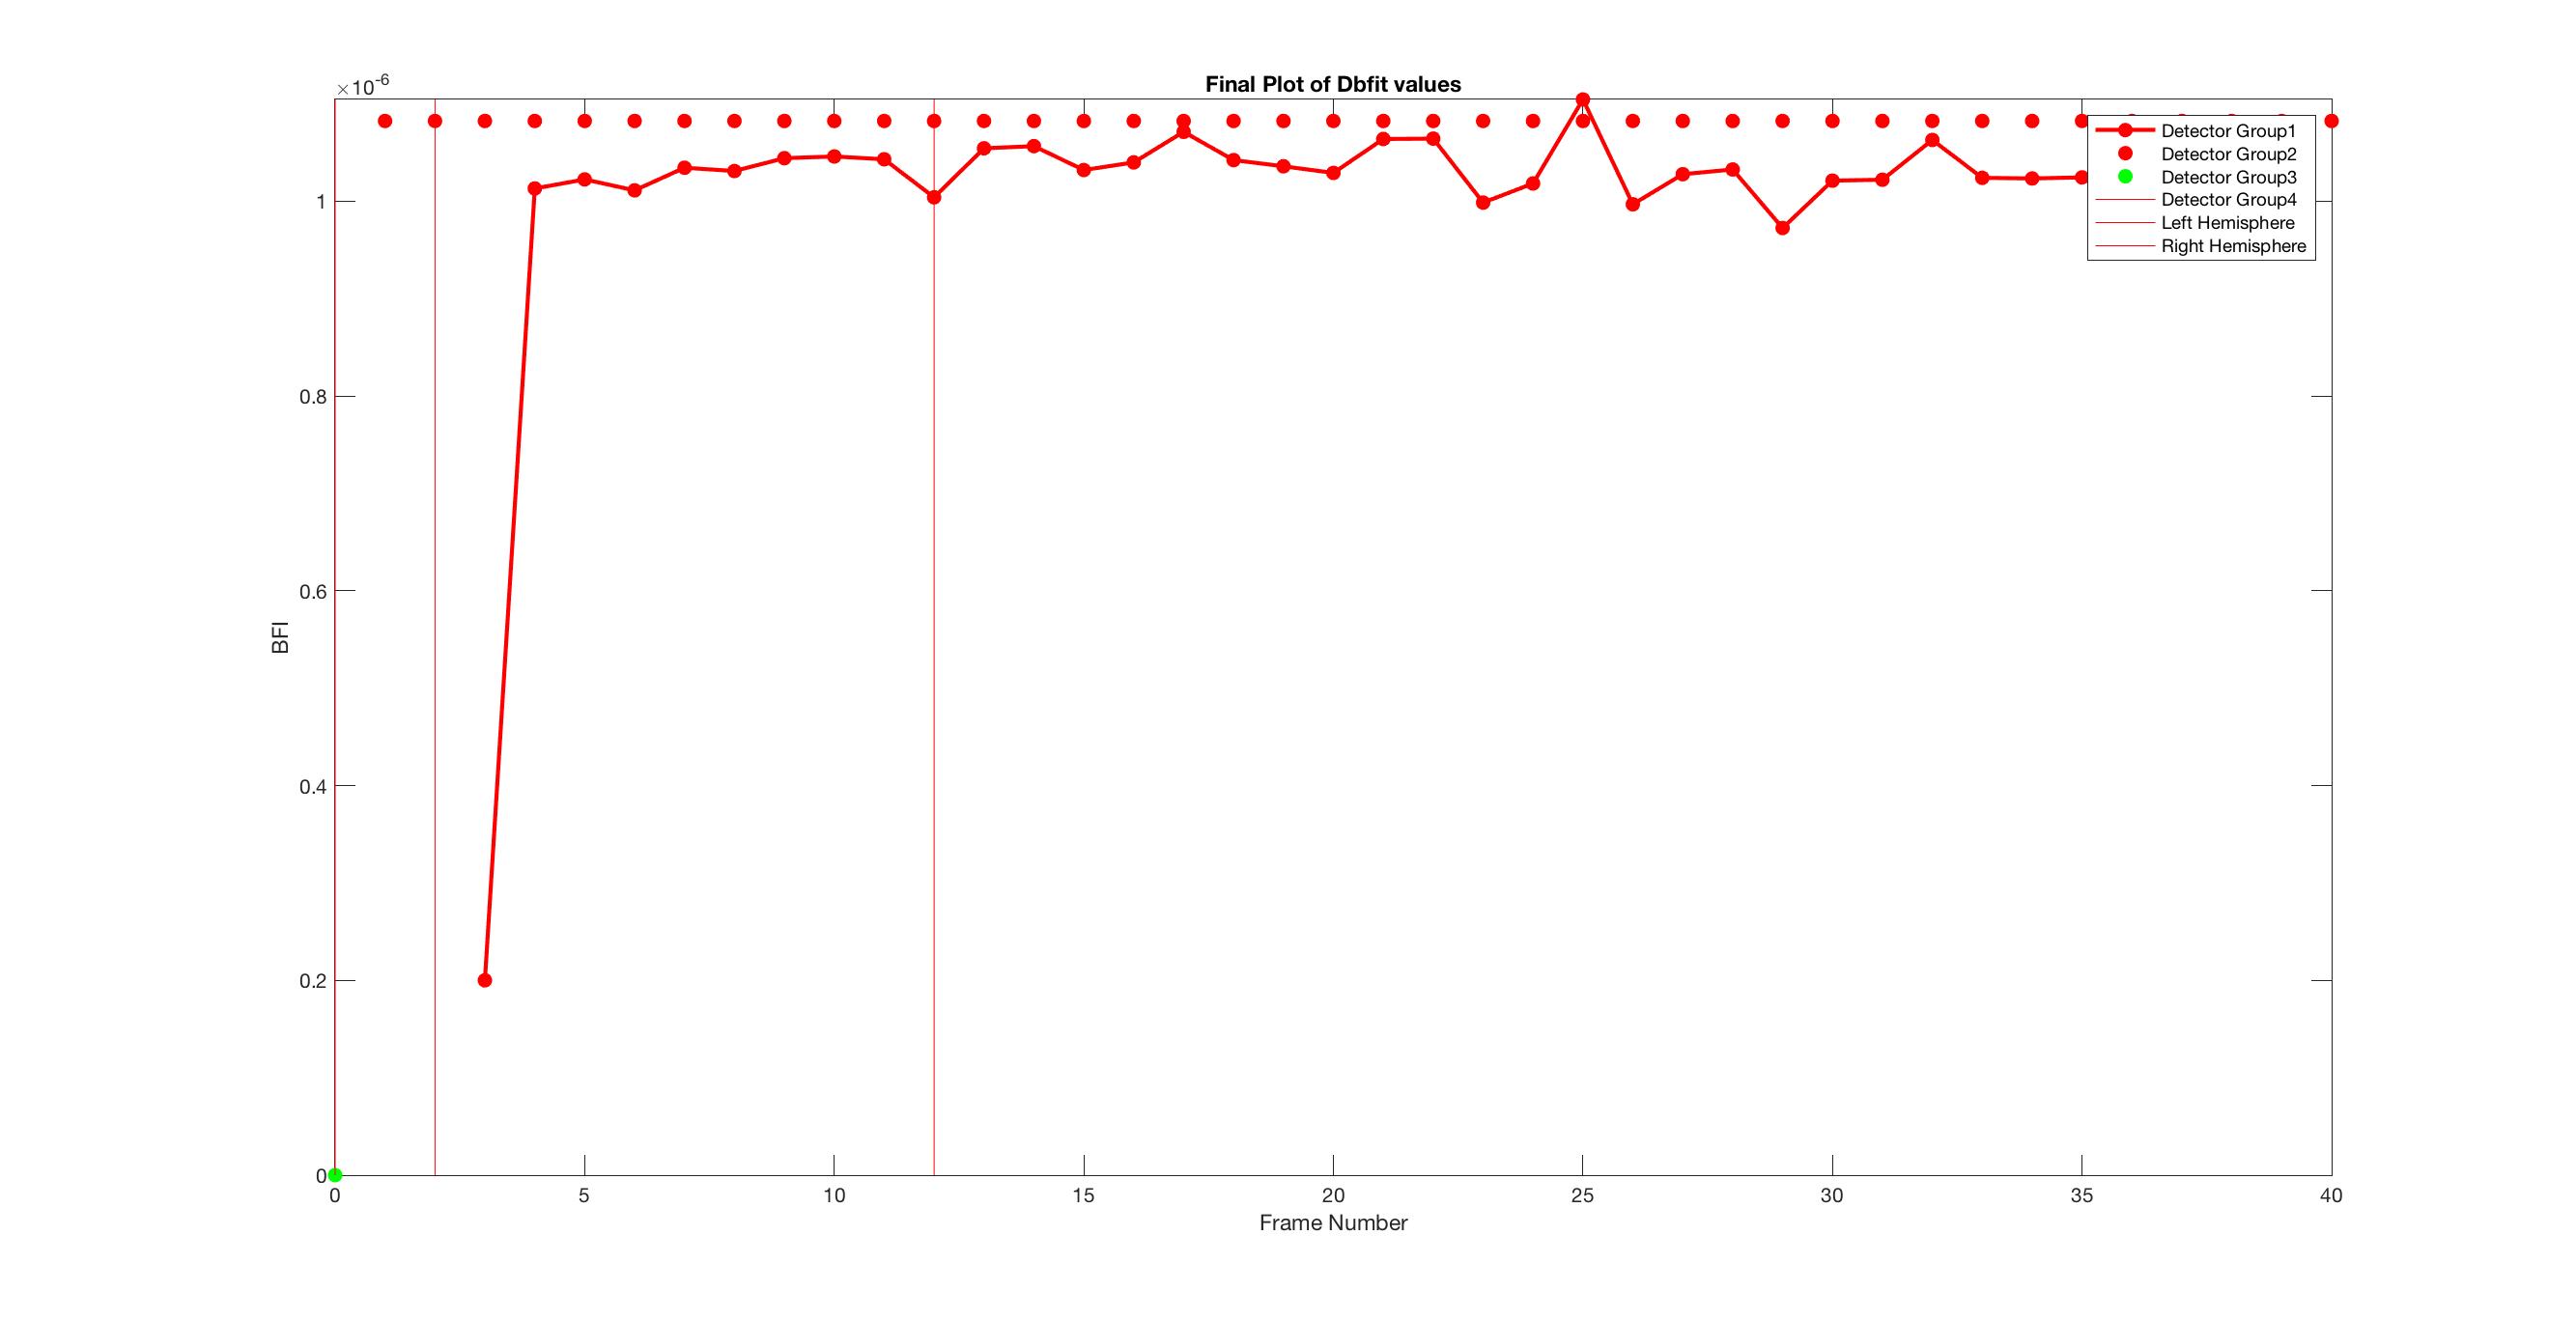 Final Plot of Dbfit values
×10-6
1
0.8
0.6
0.4
0.2
0
BFI
0 5 10 15 20 25 30 35 40
Frame Number
Detector Group1
Detector Group2
Detector Group3
Detector Group4
Left Hemisphere
Right Hemisphere